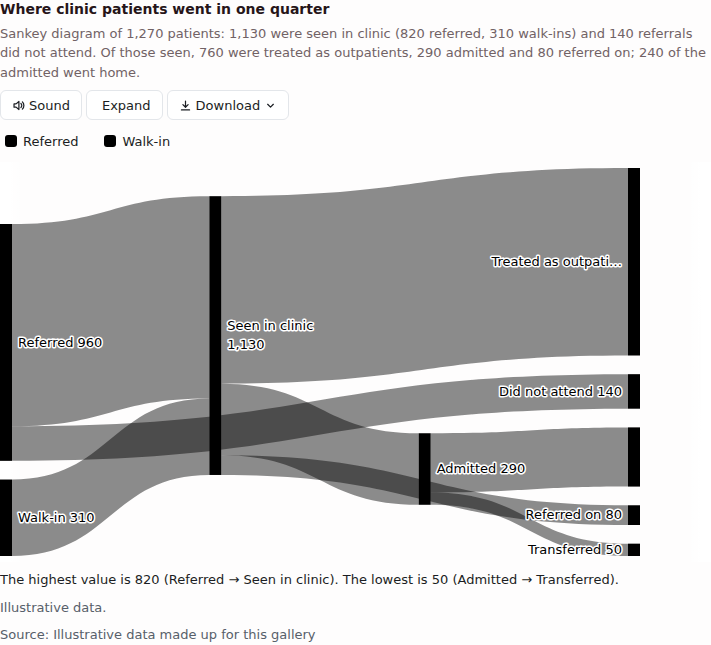 Where clinic patients went in one quarter
Sankey diagram of 1,270 patients: 1,130 were seen in clinic (820 referred, 310 walk-ins) and 140 referrals
did not attend. Of those seen, 760 were treated as outpatients, 290 admitted and 80 referred on; 240 of the
admitted went home.
Sound
Expand
Download
Referred
Walk-in
Treated as outpati…
Seen in clinic
1,130
Referred 960
Did not attend 140
Admitted 290
Walk-in 310
Referred on 80
Transferred 50
The highest value is 820 (Referred → Seen in clinic). The lowest is 50 (Admitted → Transferred).
Illustrative data.
Source: Illustrative data made up for this gallery